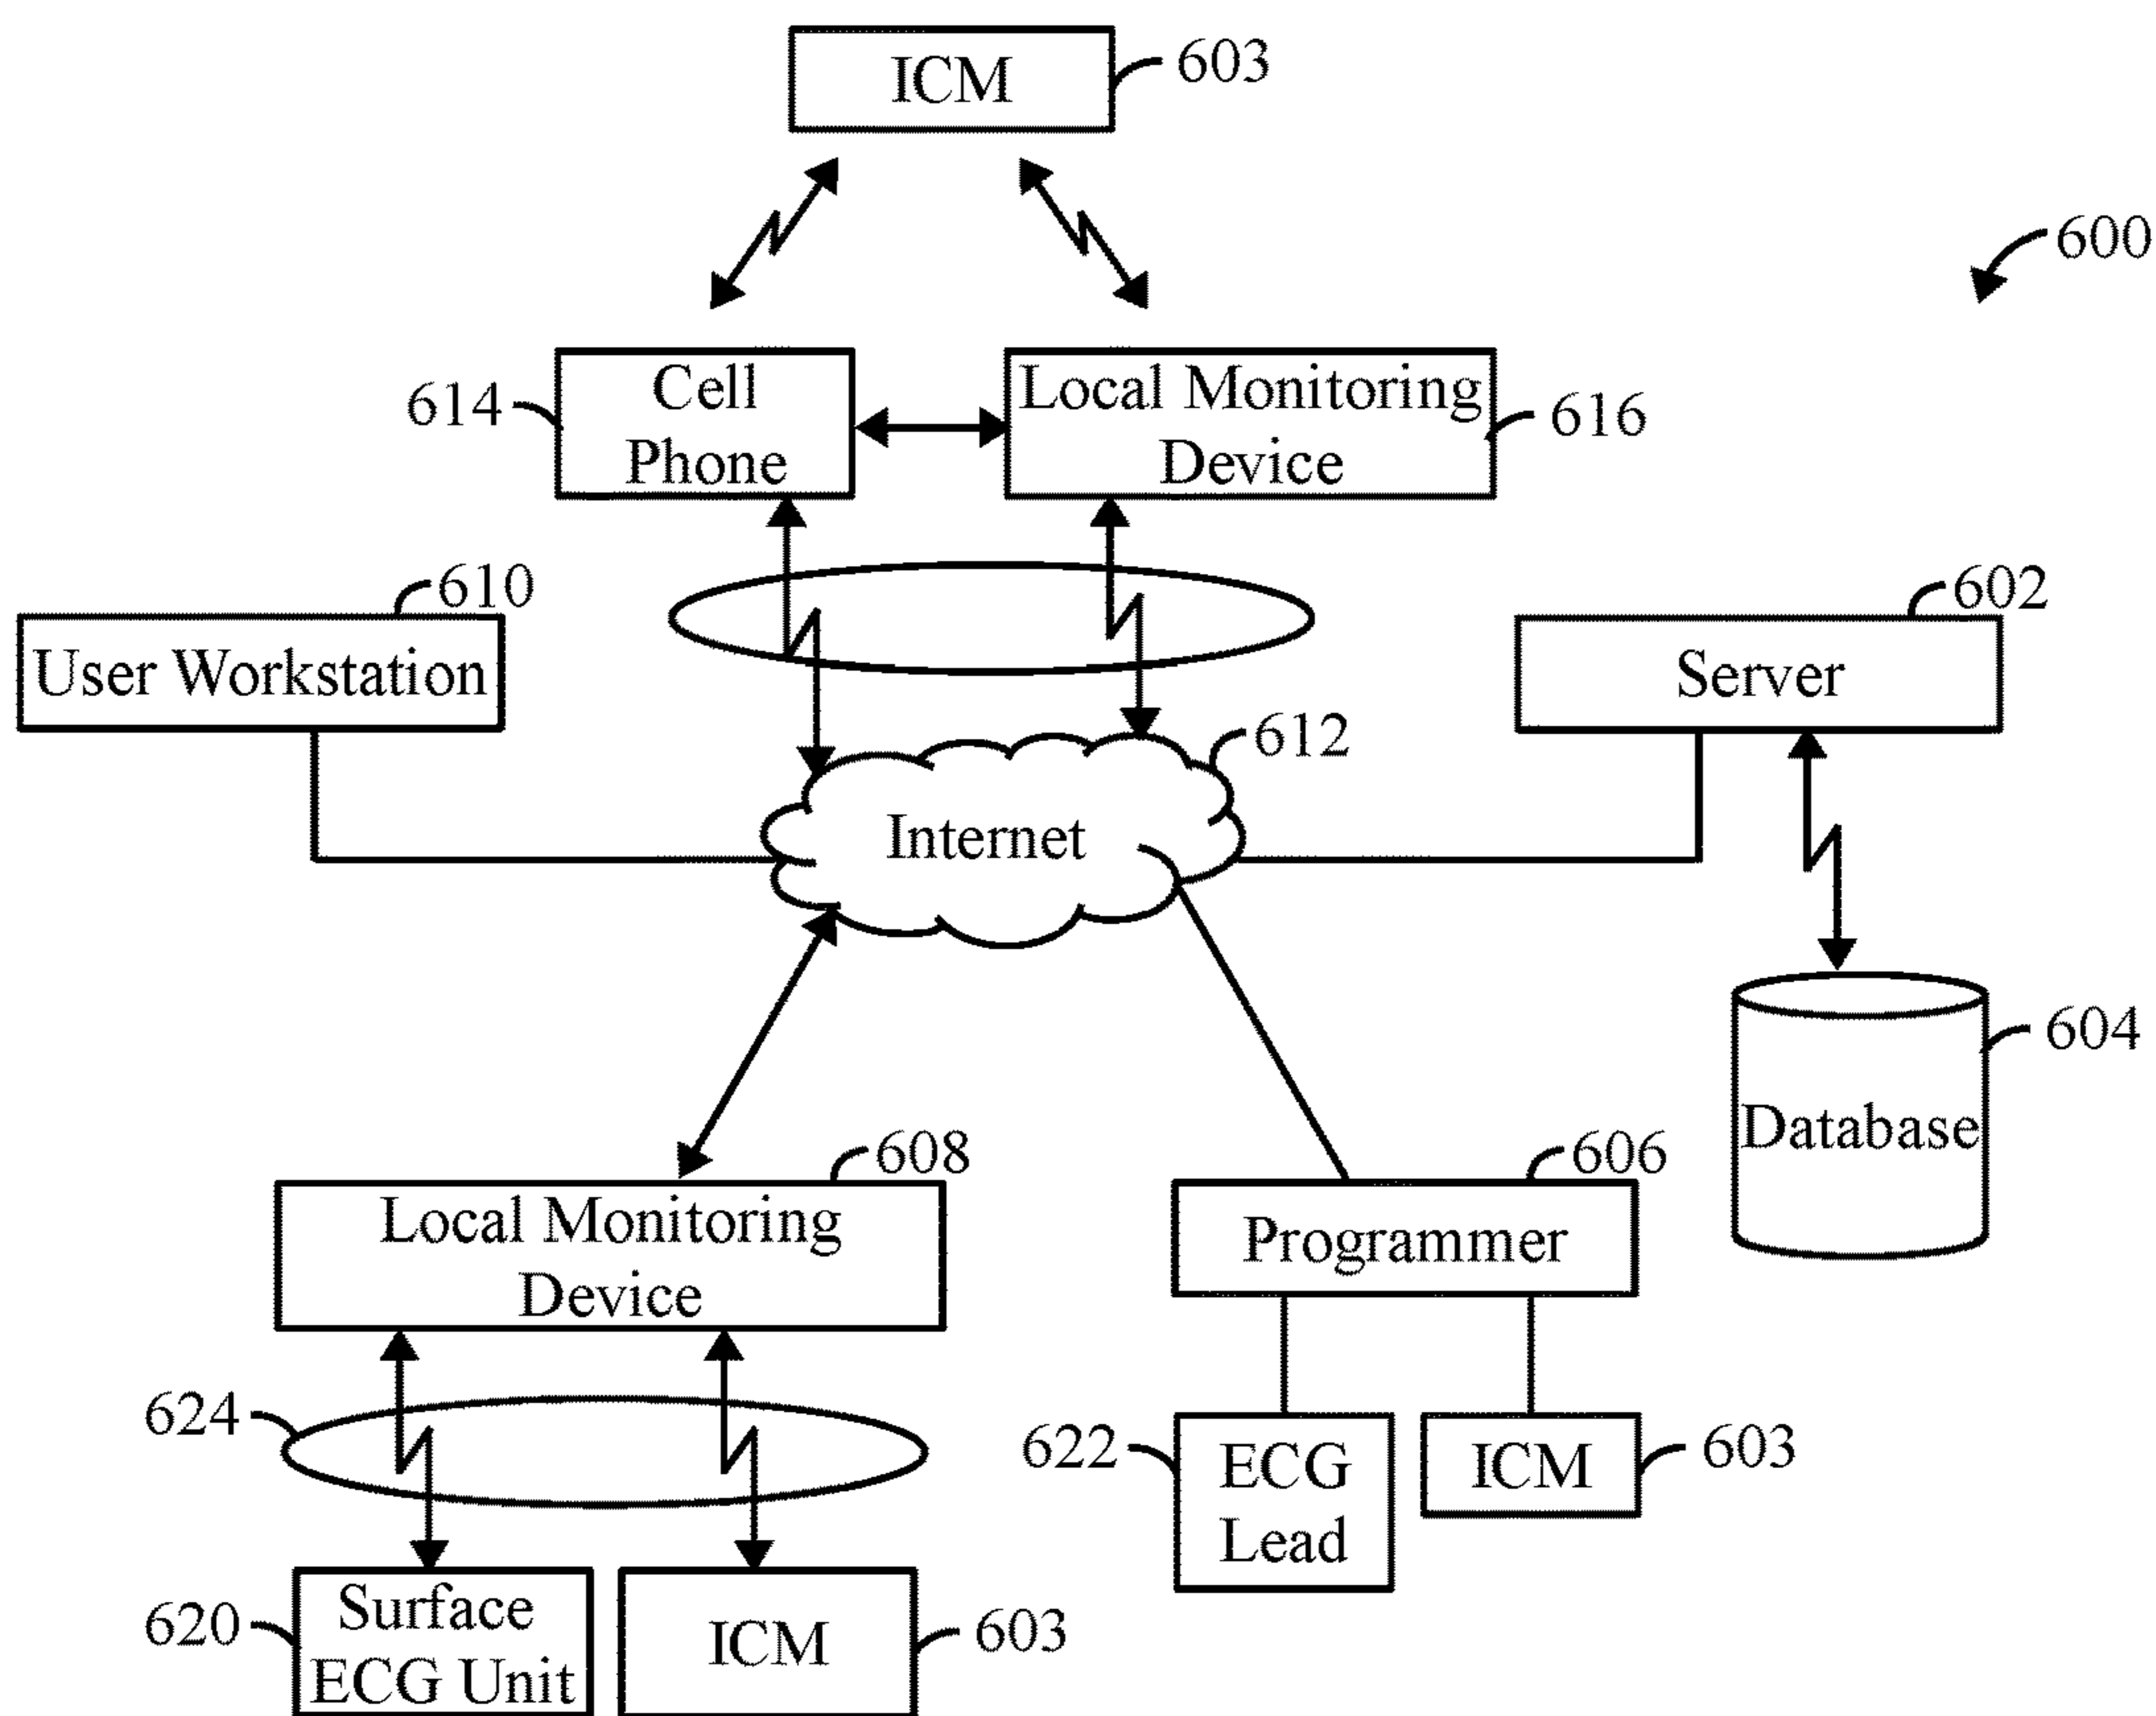 ICM
603
600
614
Cell
Phone
Local Monitoring
Device
616
610
User Workstation
602
Server
612
Internet
604
Database
608
Local Monitoring
Device
606
Programmer
624
622
ECG
Lead
ICM
603
620
Surface
ECG Unit
ICM
603